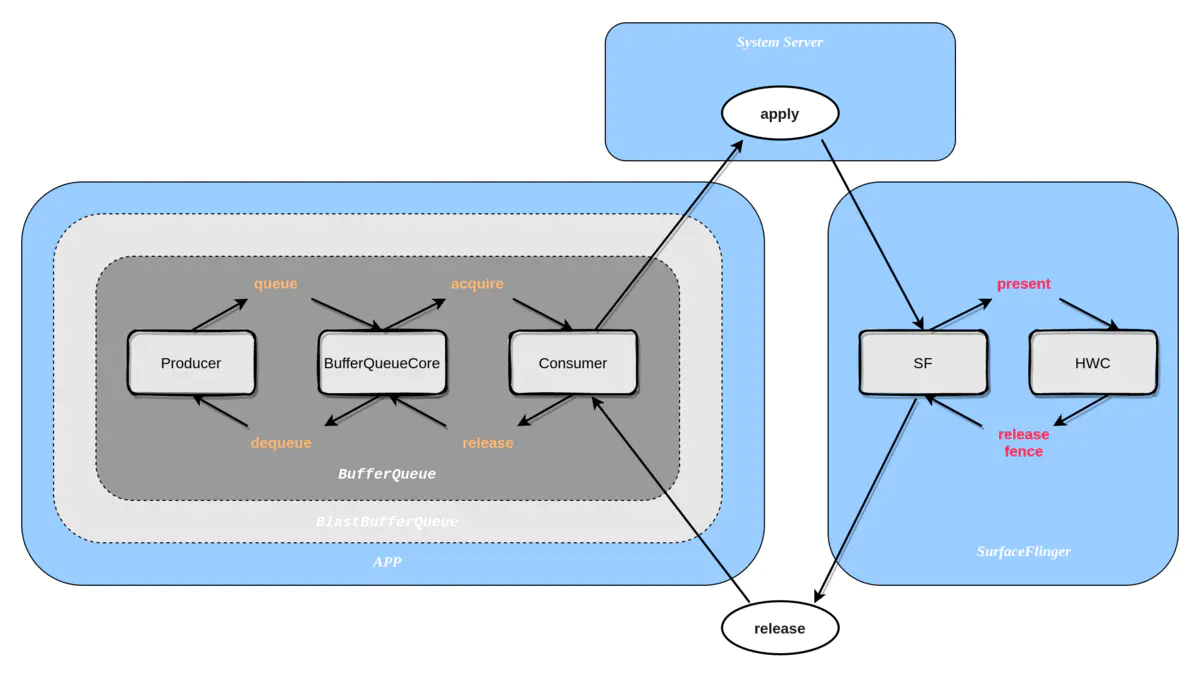 System Server
apply
queue
acquire
present
Producer
BufferQueueCore
Consumer
SF
HWC
dequeue
release
release
fence
BufferQueue
BlastBufferQueue
APP
SurfaceFlinger
release